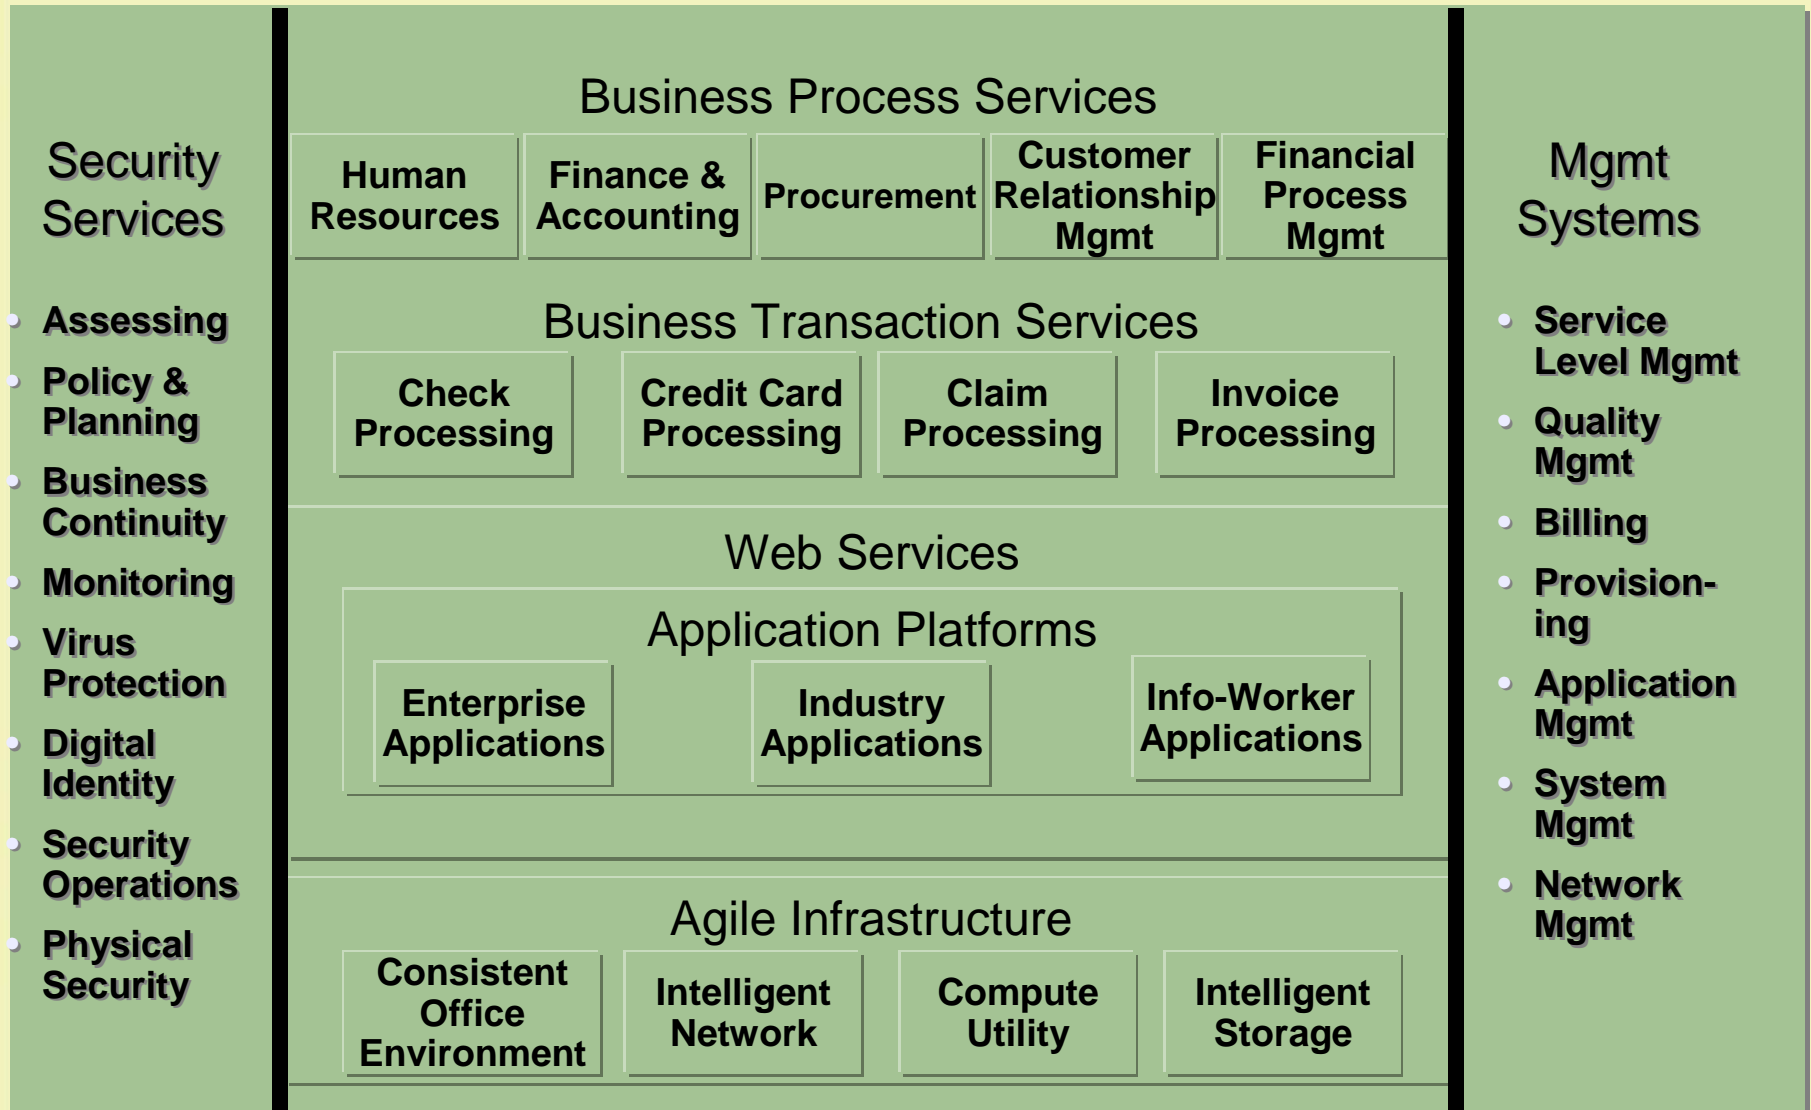 Security
Services
Assessing
Policy &
Planning
Business
Continuity
Monitoring
Virus
Protection
Digital
Identity
Security
Operations
Physical
Security
Business Process Services
Human
Resources
Finance &
Accounting
Procurement
Customer
Relationship
Mgmt
Financial
Process
Mgmt
Business Transaction Services
Check
Processing
Credit Card
Processing
Claim
Processing
Invoice
Processing
Web Services
Application Platforms
Enterprise
Applications
Industry
Applications
Info-Worker
Applications
Agile Infrastructure
Consistent
Office
Environment
Intelligent
Network
Compute
Utility
Intelligent
Storage
Mgmt
Systems
Service
Level Mgmt
Quality
Mgmt
Billing
Provision-
ing
Application
Mgmt
System
Mgmt
Network
Mgmt